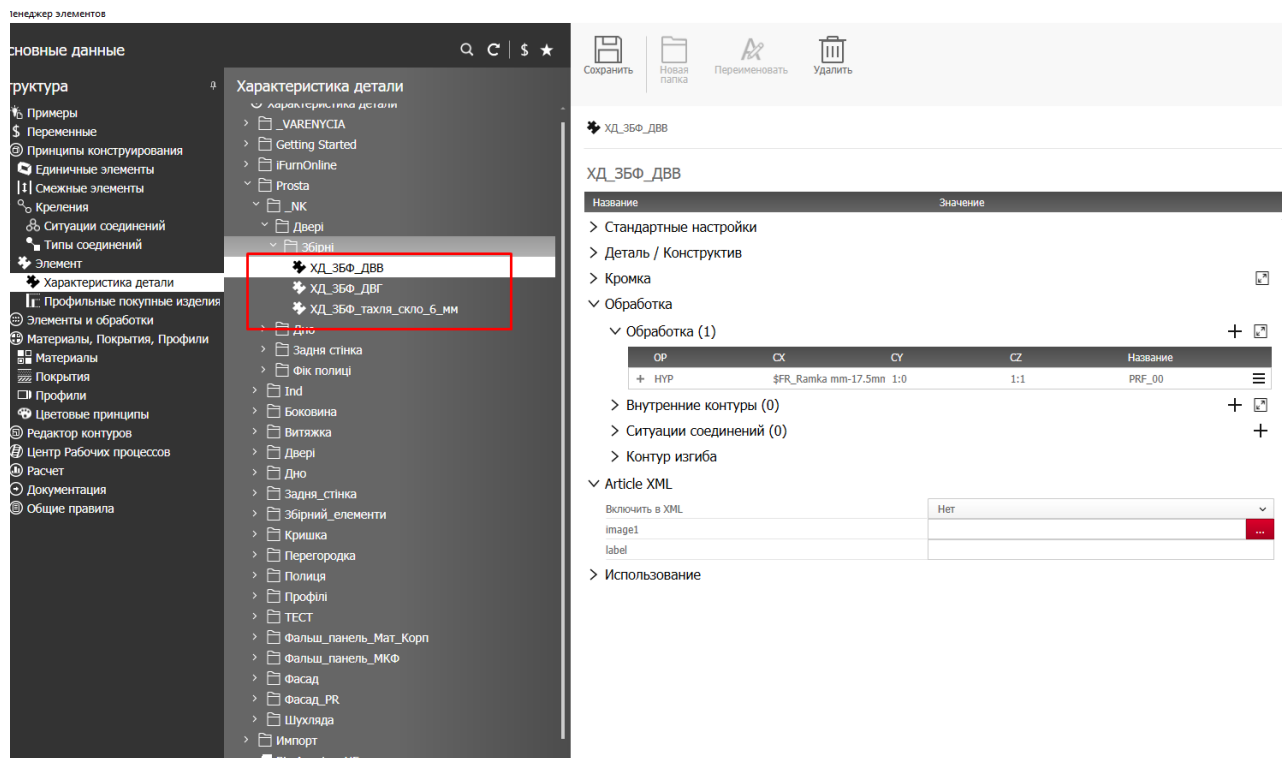 Менеджер элементов
сновные данные
$
Сохранить
Новая папка
Переименовать
Удалить
труктура
Примеры
$ Переменные
Принципы конструирования
Единичные элементы
Смежные элементы
Креления
Ситуации соединений
Типы соединений
Элемент
Характеристика детали
Профильные покупные изделия
Элементы и обработки
Материалы, Покрытия, Профили
Материалы
Покрытия
Профили
Цветовые принципы
Редактор контуров
Центр Рабочих процессов
Расчет
Документация
Общие правила
Характеристика детали
Характеристика детали
_VARENYCIA
Getting Started
iFurnOnline
Prosta
_NK
Двері
Збірні
ХД_ЗБФ_ДВВ
ХД_ЗБФ_ДВГ
ХД_ЗБФ_тахля_скло_6_мм
Дно
Задня стінка
Фік полиці
Ind
Боковина
Витяжка
Двері
Дно
Задня_стінка
Збірний_елементи
Кришка
Перегородка
Полиця
Профілі
ТЕСТ
Фальш_панель_Мат_Корп
Фальш_панель_МКФ
Фасад
Фасад_PR
Шухляда
Импорт
ХД_ЗБФ_ДВВ
ХД_ЗБФ_ДВВ
Название Значение
Стандартные настройки
Деталь / Конструктив
Кромка
Обработка
Обработка (1)
OP CX CY CZ Название
+ HYP $FR_Ramka mm-17.5mn 1:0 1:1 PRF_00
Внутренние контуры (0)
Ситуации соединений (0)
Контур изгиба
Article XML
Включить в XML Нет
image1 ...
label
Использование